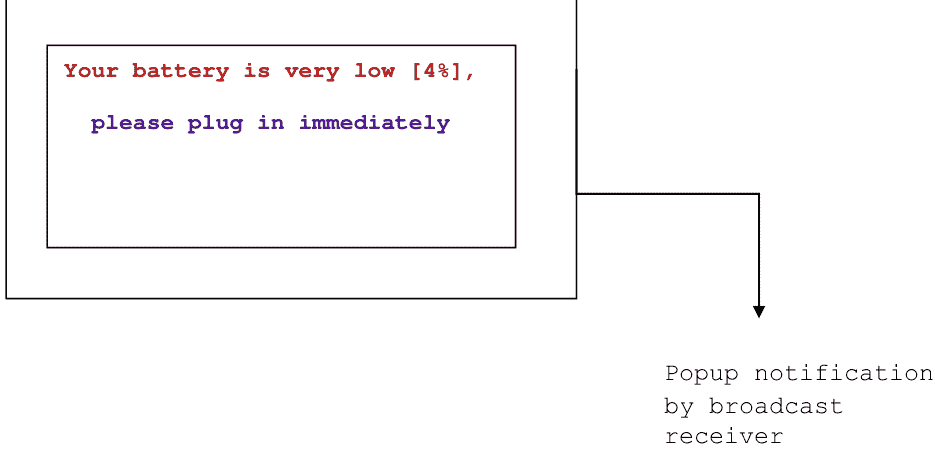 Your battery is very low [4%],
please plug in immediately
Popup notification
by broadcast
receiver